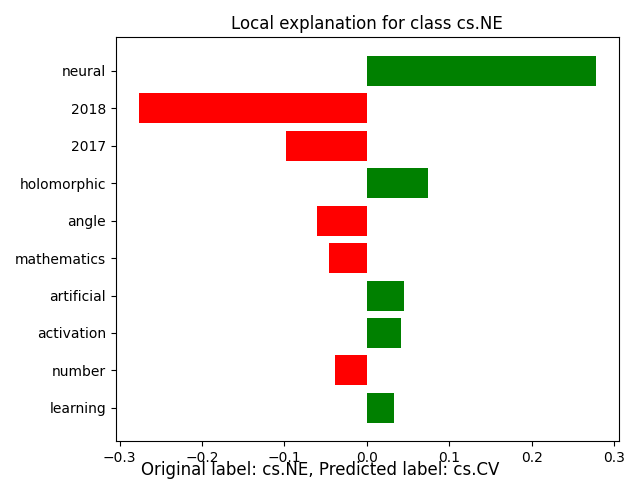 Local explanation for class cs.NE
neural
2018
2017
holomorphic
angle
mathematics
artificial
activation
number
learning
−0.3 −0.2 −0.1 0.0 0.1 0.2 0.3
Original label: cs.NE, Predicted label: cs.CV